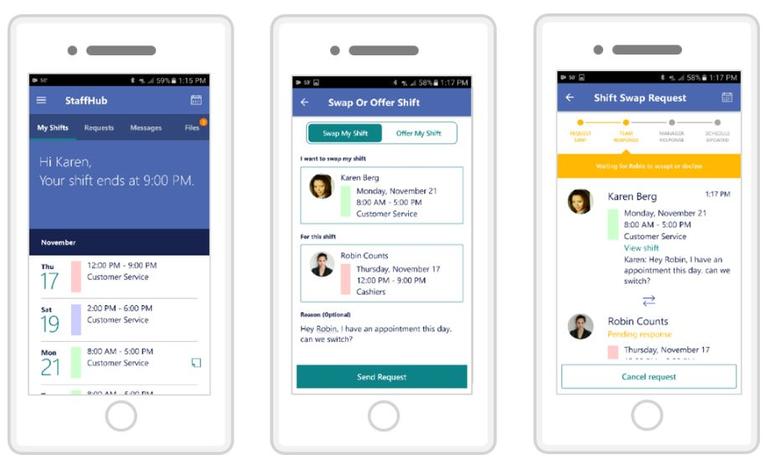 50°
59% 1:15 PM
StaffHub
My Shifts Requests Messages Files
Hi Karen,
Your shift ends at 9:00 PM.
November
Thu
17
12:00 PM - 9:00 PM
Customer Service
Sat
19
2:00 PM - 6:00 PM
Customer Service
Mon
21
8:00 AM - 5:00 PM
Customer Service
58% 1:17 PM
Swap Or Offer Shift
Swap My Shift Offer My Shift
I want to swap my shift
Karen Berg
Monday, November 21
8:00 AM - 5:00 PM
Customer Service
For this shift
Robin Counts
Thursday, November 17
12:00 PM - 9:00 PM
Cashiers
Reason (Optional)
Hey Robin, I have an appointment this day.
can we switch?
Send Request
58% 1:17 PM
Shift Swap Request
REQUEST SENT
TEAM RESPONSE
MANAGER RESPONSE
SCHEDULE UPDATED
Waiting for Robin to accept or decline
Karen Berg 1:17 PM
Monday, November 21
8:00 AM - 5:00 PM
Customer Service
View shift
Karen: Hey Robin, I have an
appointment this day. can we
switch?
Robin Counts
Pending response
Thursday, November 17
Cancel request